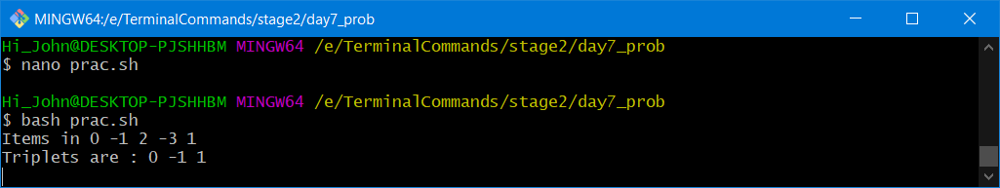 MINGW64:/e/TerminalCommands/stage2/day7_prob
Hi_John@DESKTOP-PJSHHBM MINGW64 /e/TerminalCommands/stage2/day7_prob
$ nano prac.sh
Hi_John@DESKTOP-PJSHHBM MINGW64 /e/TerminalCommands/stage2/day7_prob
$ bash prac.sh
Items in 0 -1 2 -3 1
Triplets are : 0 -1 1